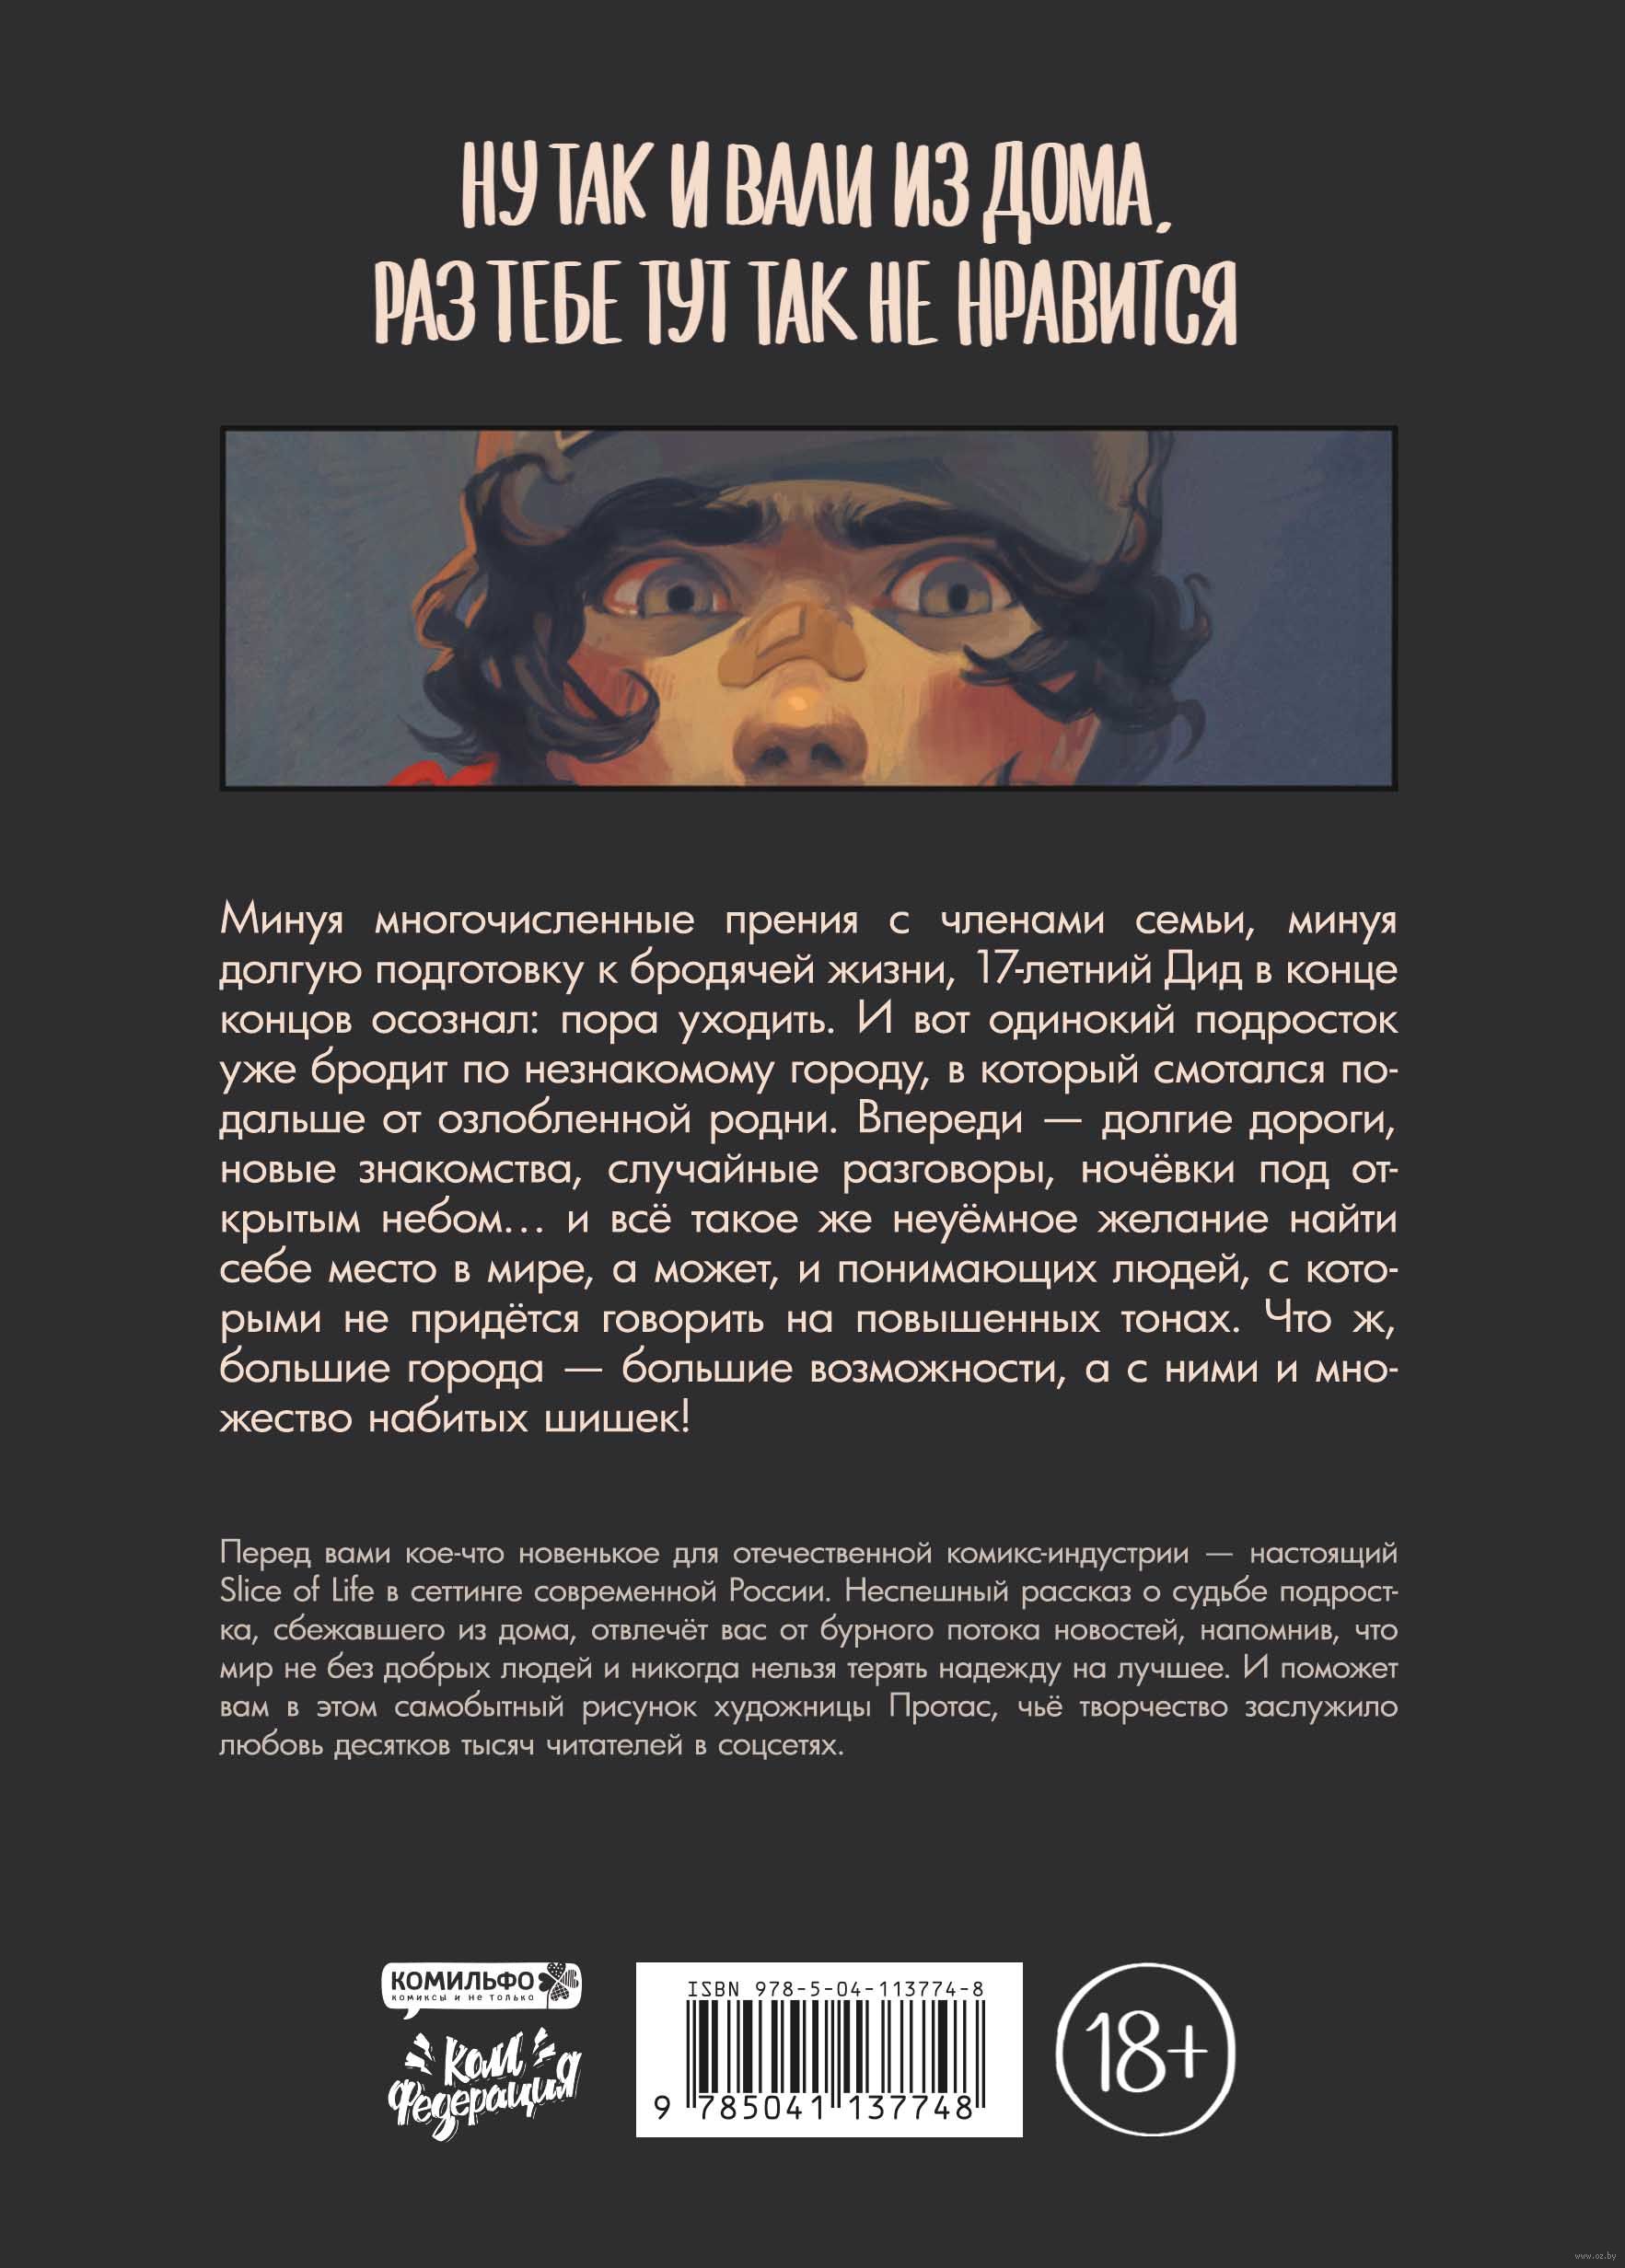 НУ ТАК И ВАЛИ ИЗ ДОМА,
РАЗ ТЕБЕ ТУТ ТАК НЕ НРАВИТСЯ
Минуя многочисленные прения с членами семьи, минуя
долгую подготовку к бродячей жизни, 17-летний Дид в конце
концов осознал: пора уходить. И вот одинокий подросток
уже бродит по незнакомому городу, в который смотался по-
дальше от озлобленной родни. Впереди — долгие дороги,
новые знакомства, случайные разговоры, ночёвки под от-
крытым небом... и всё такое же неуёмное желание найти
себе место в мире, а может, и понимающих людей, с кото-
рыми не придётся говорить на повышенных тонах. Что ж,
большие города — большие возможности, а с ними и мно-
жество набитых шишек!
Перед вами кое-что новенькое для отечественной комикс-индустрии — настоящий
Slice of Life в сеттинге современной России. Неспешный рассказ о судьбе подрост-
ка, сбежавшего из дома, отвлечёт вас от бурного потока новостей, напомнив, что
мир не без добрых людей и никогда нельзя терять надежду на лучшее. И поможет
вам в этом самобытный рисунок художницы Протас, чьё творчество заслужило
любовь десятков тысяч читателей в соцсетях.
КОМИЛЬФО
комиксы и не только
Ком
Федерация
ISBN 978-5-04-113774-8
9 785041 137748
18+
www.oz.by